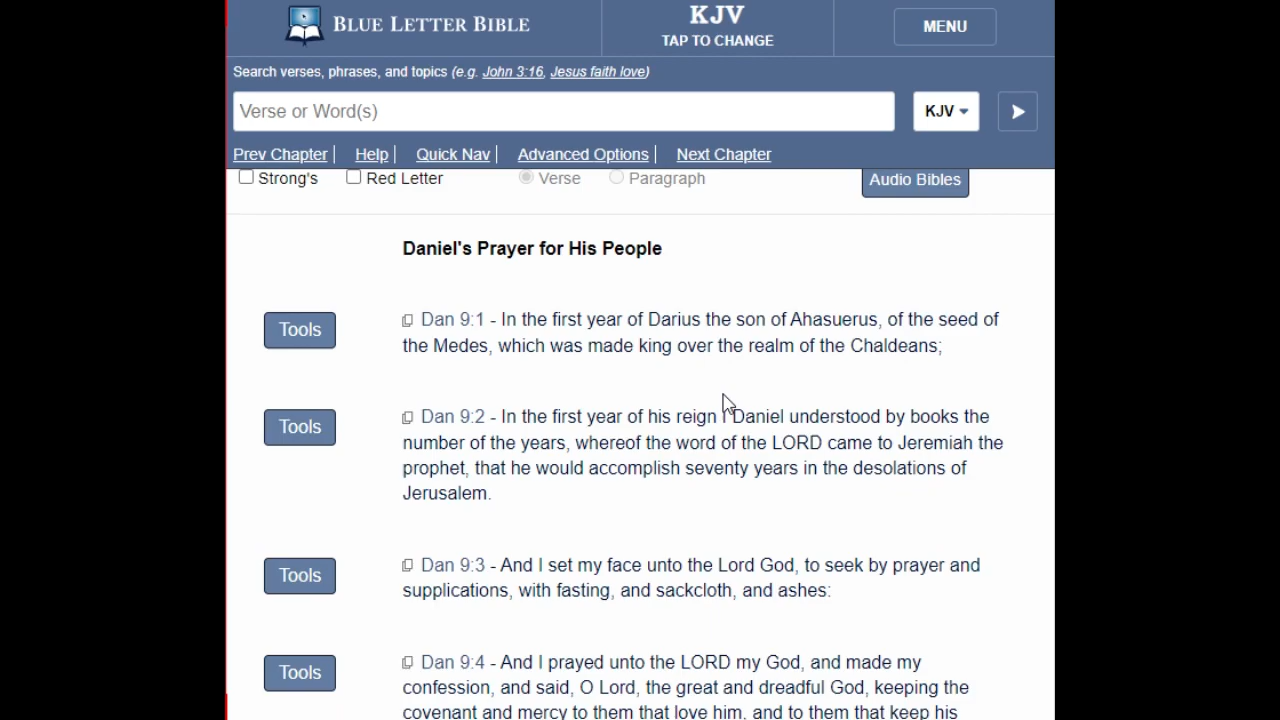 BLUE LETTER BIBLE
KJV
TAP TO CHANGE
MENU
Search verses, phrases, and topics (e.g. John 3:16, Jesus faith love)
Verse or Word(s)
KJV
Prev Chapter | Help | Quick Nav | Advanced Options | Next Chapter
Strong's Red Letter Verse Paragraph Audio Bibles
Daniel's Prayer for His People
Tools
Dan 9:1 - In the first year of Darius the son of Ahasuerus, of the seed of
the Medes, which was made king over the realm of the Chaldeans;
Tools
Dan 9:2 - In the first year of his reign I Daniel understood by books the
number of the years, whereof the word of the LORD came to Jeremiah the
prophet, that he would accomplish seventy years in the desolations of
Jerusalem.
Tools
Dan 9:3 - And I set my face unto the Lord God, to seek by prayer and
supplications, with fasting, and sackcloth, and ashes:
Tools
Dan 9:4 - And I prayed unto the LORD my God, and made my
confession, and said, O Lord, the great and dreadful God, keeping the
covenant and mercy to them that love him, and to them that keep his